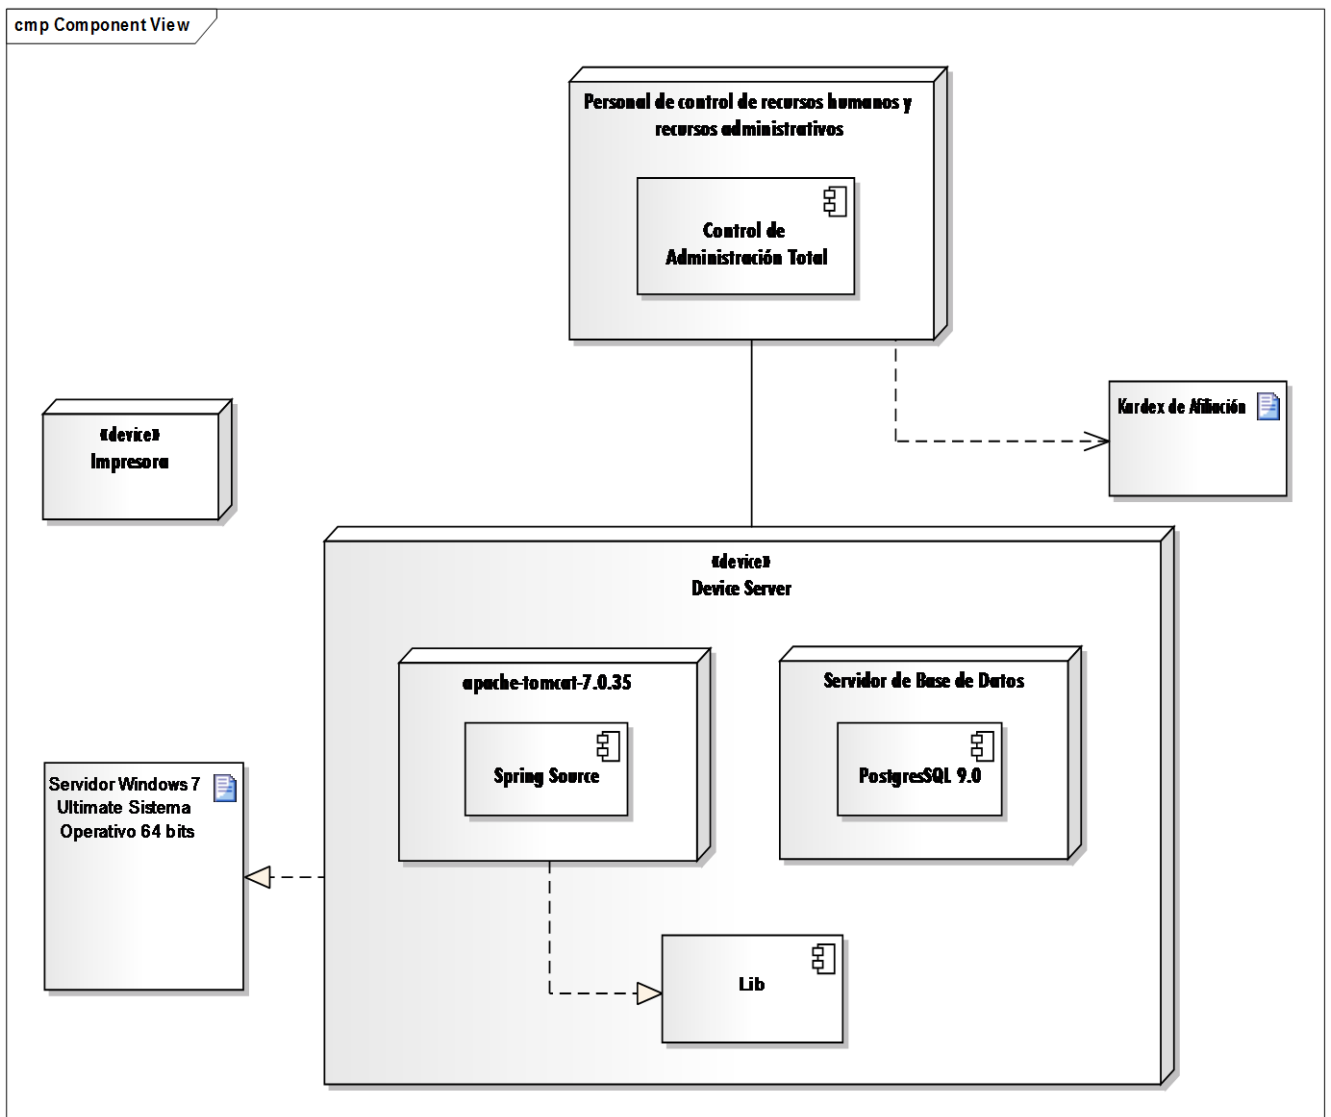 cmp Component View
Personal de control de recursos humanos y
recursos administrativos
Control de
Administración Total
Kardex de Afiliación
«device»
Impresora
«device»
Device Server
apache-tomcat-7.0.35
Servidor de Base de Datos
Spring Source
PostgresSQL 9.0
Servidor Windows 7
Ultimate Sistema
Operativo 64 bits
Lib